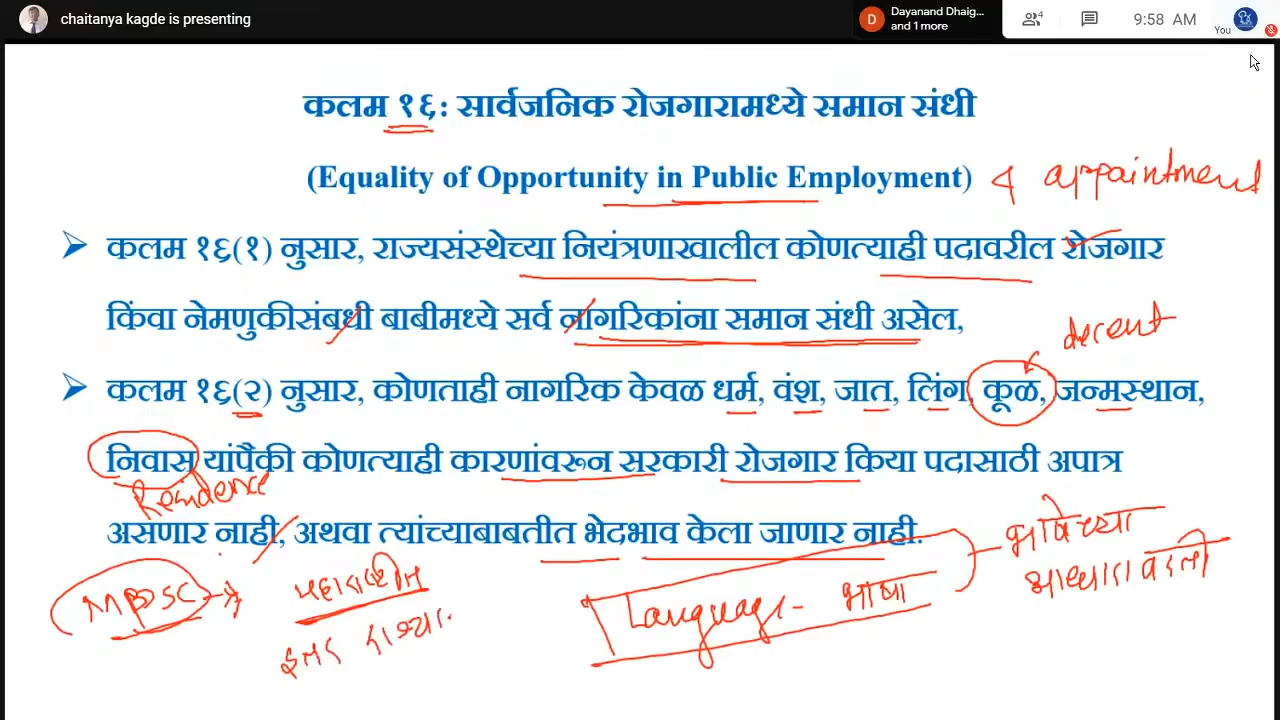 chaitanya kagde is presenting
D Dayanand Dhaig...
and 1 more
4
9:58 AM
You
कलम १६: सार्वजनिक रोजगारामध्ये समान संधी
(Equality of Opportunity in Public Employment)
& appointment
कलम १६(१) नुसार, राज्यसंस्थेच्या नियंत्रणाखालील कोणत्याही पदावरील रोजगार
किंवा नेमणुकीसंबधी बाबीमध्ये सर्व नागरिकांना समान संधी असेल,
कलम १६(२) नुसार, कोणताही नागरिक केवळ धर्म, वंश, जात, लिंग, कूळ, जन्मस्थान,
निवास यांपैकी कोणत्याही कारणांवरून सरकारी रोजगार किया पदासाठी अपात्र
Residence
असणार नाही, अथवा त्यांच्याबाबतीत भेदभाव केला जाणार नाही.
भाषेच्या
Language - भाषा